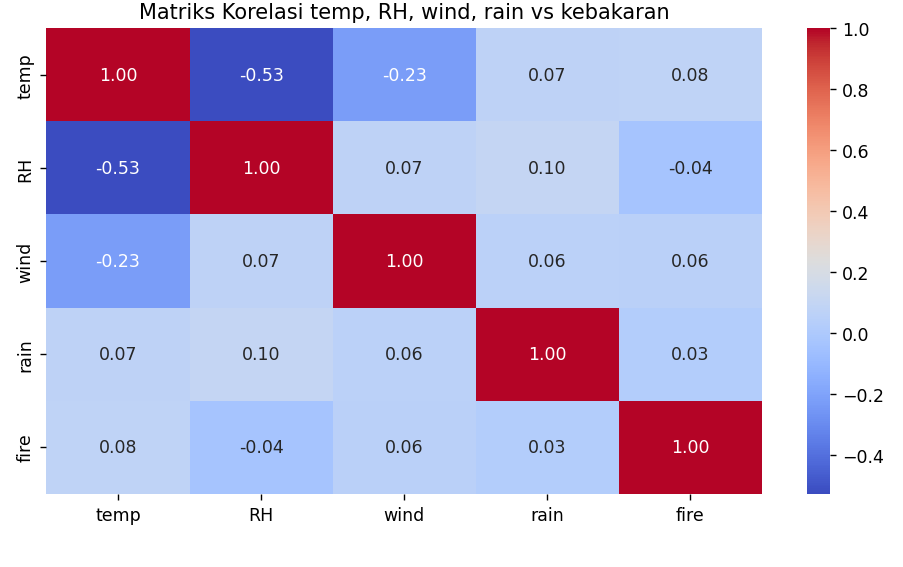 Matriks Korelasi temp, RH, wind, rain vs kebakaran
temp 1.00 -0.53 -0.23 0.07 0.08
RH -0.53 1.00 0.07 0.10 -0.04
wind -0.23 0.07 1.00 0.06 0.06
rain 0.07 0.10 0.06 1.00 0.03
fire 0.08 -0.04 0.06 0.03 1.00
temp RH wind rain fire
1.0
0.8
0.6
0.4
0.2
0.0
−0.2
−0.4